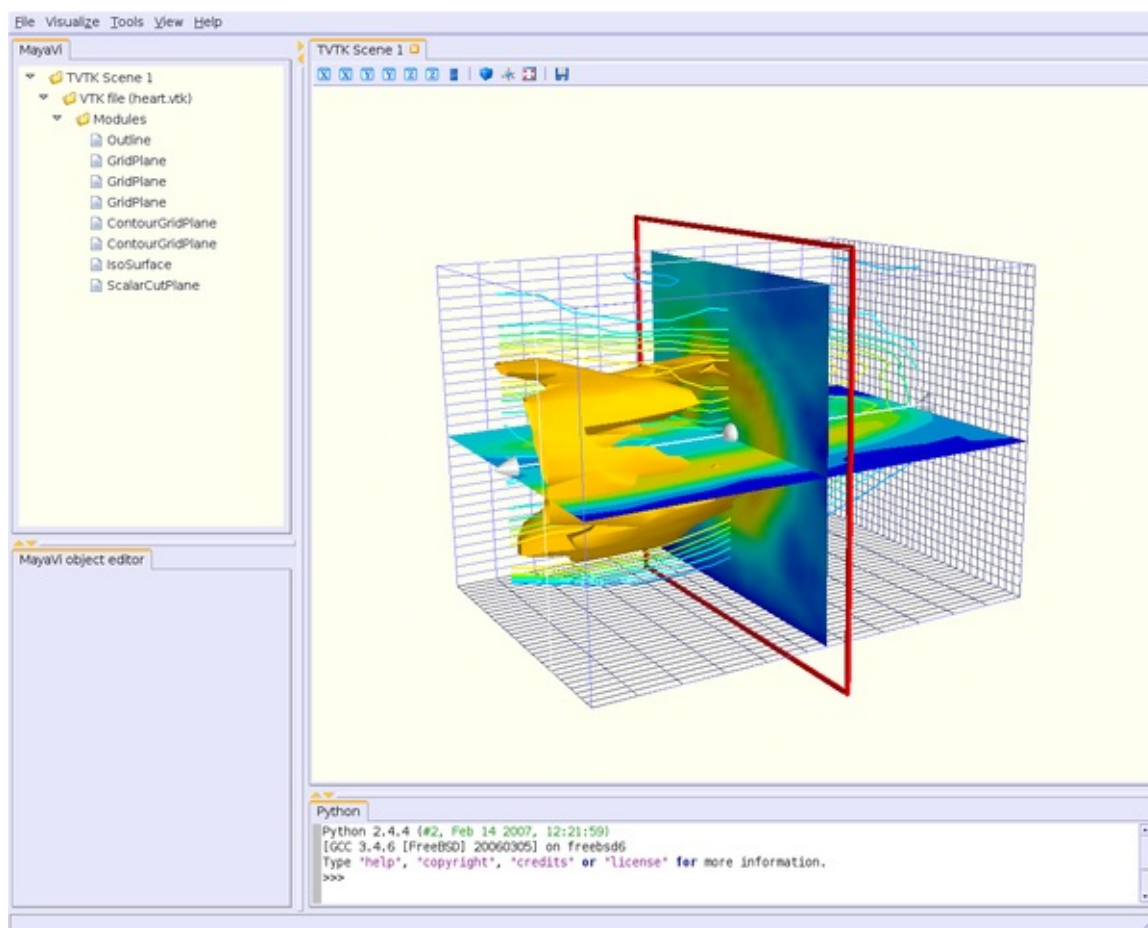 File Visualize Tools View Help
MayaVi
TVTK Scene 1
VTK file (heart.vtk)
Modules
Outline
GridPlane
GridPlane
GridPlane
ContourGridPlane
ContourGridPlane
IsoSurface
ScalarCutPlane
MayaVi object editor
TVTK Scene 1
X X Y Y Z Z
Python
Python 2.4.4 (#2, Feb 14 2007, 12:21:59)
[GCC 3.4.6 [FreeBSD] 20060305] on freebsd6
Type "help", "copyright", "credits" or "license" for more information.
>>>